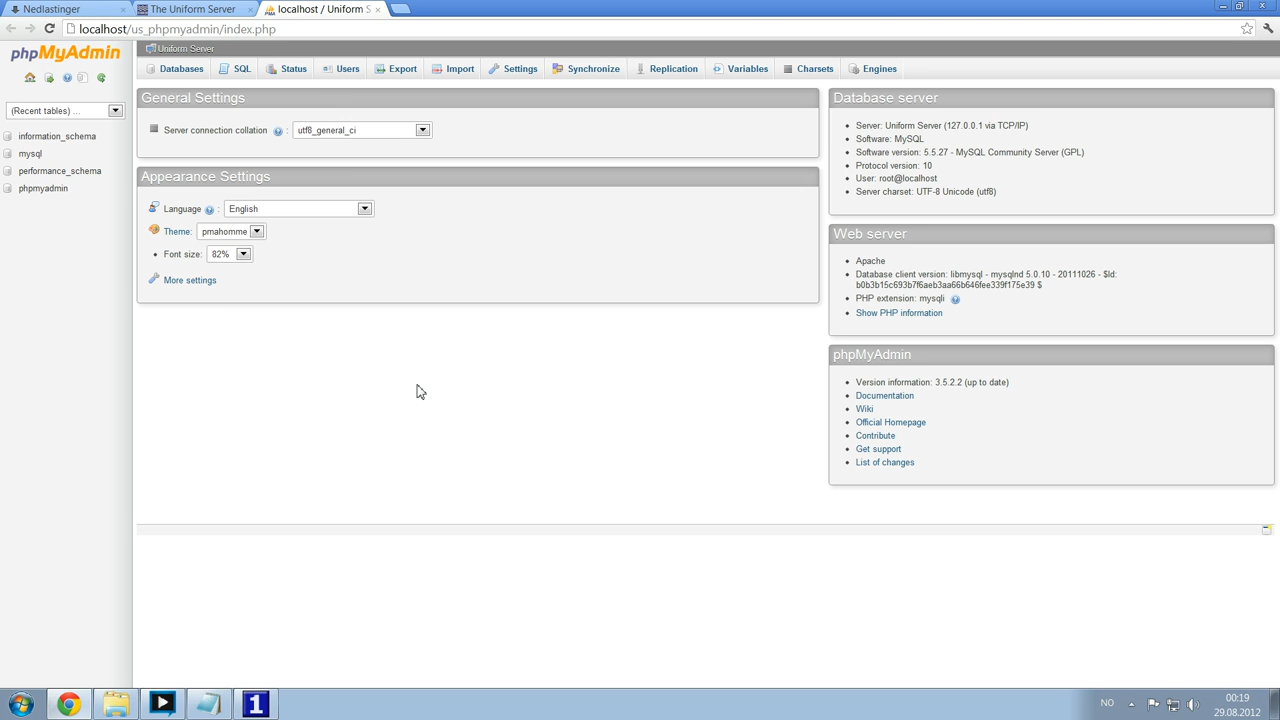 Nedlastinger
The Uniform Server
localhost / Uniform S
localhost/us_phpmyadmin/index.php
phpMyAdmin
(Recent tables) ...
information_schema
mysql
performance_schema
phpmyadmin
Uniform Server
Databases SQL Status Users Export Import Settings Synchronize Replication Variables Charsets Engines
General Settings
Server connection collation : utf8_general_ci
Appearance Settings
Language : English
Theme: pmahomme
Font size: 82%
More settings
Database server
Server: Uniform Server (127.0.0.1 via TCP/IP)
Software: MySQL
Software version: 5.5.27 - MySQL Community Server (GPL)
Protocol version: 10
User: root@localhost
Server charset: UTF-8 Unicode (utf8)
Web server
Apache
Database client version: libmysql - mysqlnd 5.0.10 - 20111026 - $Id:
b0b3b15c693b7f6aeb3aa66b646fee339f175e39 $
PHP extension: mysqli
Show PHP information
phpMyAdmin
Version information: 3.5.2.2 (up to date)
Documentation
Wiki
Official Homepage
Contribute
Get support
List of changes
1
NO
00:19
29.08.2012